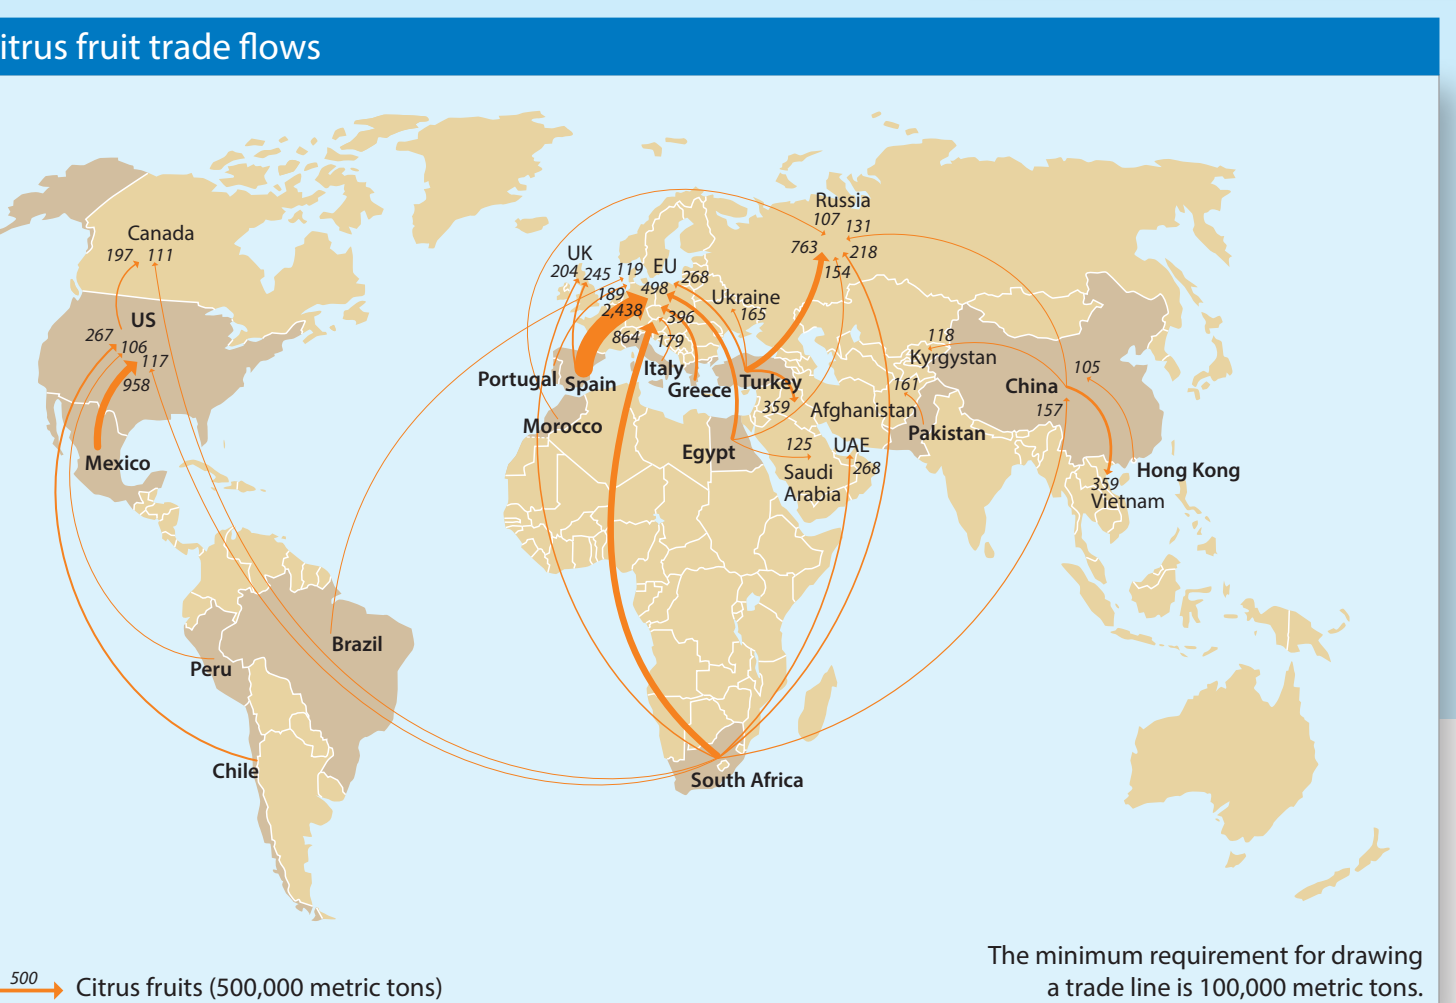 itrus fruit trade flows
Russia
107
131
763
218
154
Canada
197 111
UK
204 245 119
EU
268
189
498
2,438
Ukraine
165
396
864
179
US
267
106
117
958
118
Kyrgystan
105
China
157
Portugal Spain
Italy
Greece
Turkey
359
161
Afghanistan
Pakistan
Morocco
Egypt
125
UAE
268
Saudi
Arabia
Mexico
Hong Kong
359
Vietnam
Brazil
Peru
Chile
South Africa
500
Citrus fruits (500,000 metric tons)
The minimum requirement for drawing
a trade line is 100,000 metric tons.